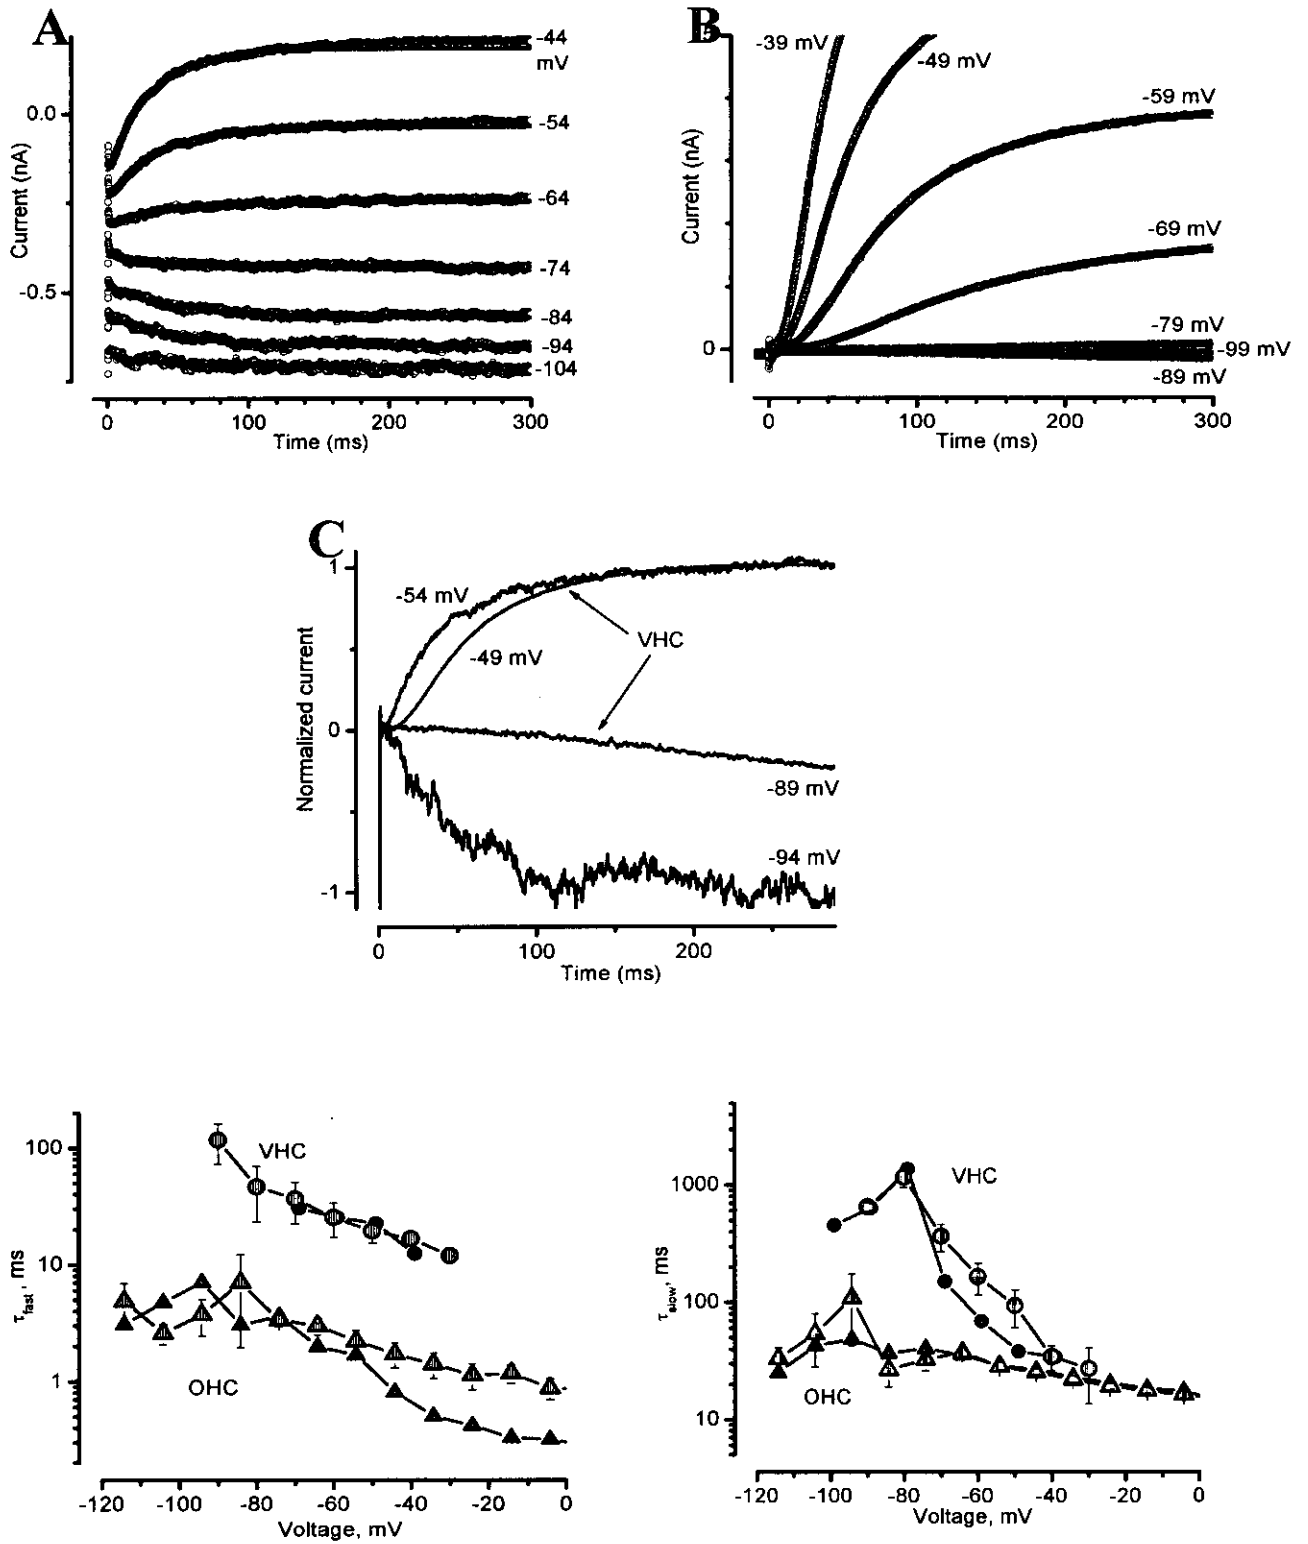 A
-44
mV
0.0
-54
-64
-74
-0.5
-84
-94
-104
Current (nA)
0
100
200
300
Time (ms)
B
-39 mV
-49 mV
-59 mV
-69 mV
-79 mV
0
-99 mV
-89 mV
Current (nA)
0
100
200
300
Time (ms)
C
1
-54 mV
VHC
-49 mV
0
-89 mV
-94 mV
-1
Normalized current
0
100
200
Time (ms)
100
VHC
10
1
OHC
τfast, ms
-120
-100
-80
-60
-40
-20
0
Voltage, mV
1000
VHC
100
OHC
10
τslow, ms
-120
-100
-80
-60
-40
-20
0
Voltage, mV